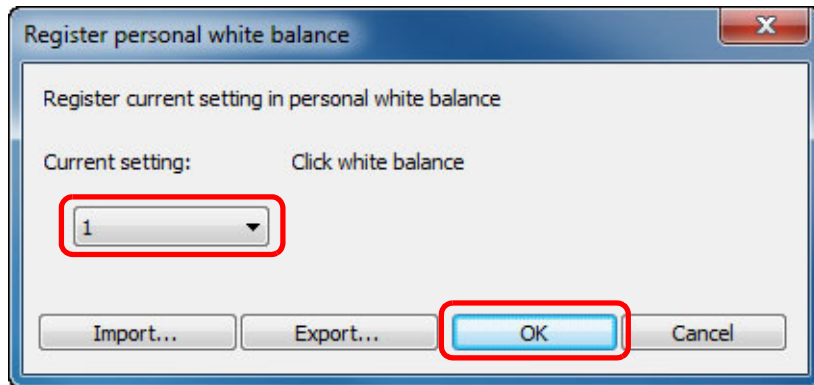 Register personal white balance
Register current setting in personal white balance
Current setting: Click white balance
1
Import... Export... OK Cancel